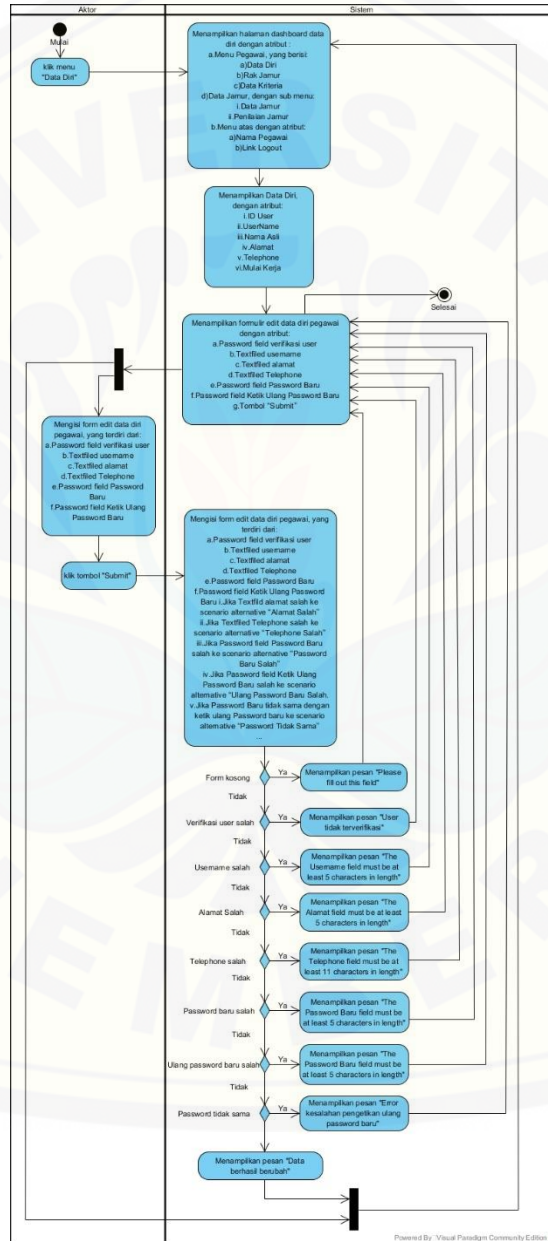 Aktor
Sistem
Mulai
klik menu
"Data Diri"
Menampilkan halaman dashboard data
diri dengan atribut :
a.Menu Pegawai, yang berisi:
a)Data Diri
b)Rak Jamur
c)Data Kriteria
d)Data Jamur, dengan sub menu:
i.Data Jamur
ii.Penilaian Jamur
b.Menu atas dengan atribut:
a)Nama Pegawai
b)Link Logout
Menampilkan Data Diri,
dengan atribut:
i.ID User
ii.UserName
iii.Nama Asli
iv.Alamat
v.Telephone
vi.Mulai Kerja
Selesai
Menampilkan formulir edit data diri pegawai
dengan atribut:
a.Password field verifikasi user
b.Textfiled username
c.Textfiled alamat
d.Textfiled Telephone
e.Password field Password Baru
f.Password field Ketik Ulang Password Baru
g.Tombol "Submit"
Mengisi form edit data diri
pegawai, yang terdiri dari:
a.Password field verifikasi user
b.Textfiled username
c.Textfiled alamat
d.Textfiled Telephone
e.Password field Password
Baru
f.Password field Ketik Ulang
Password Baru
klik tombol "Submit"
Mengisi form edit data diri pegawai, yang
terdiri dari:
a.Password field verifikasi user
b.Textfiled username
c.Textfiled alamat
d.Textfiled Telephone
e.Password field Password Baru
f.Password field Ketik Ulang Password
Baru i.Jika Textfild alamat salah ke
scenario alternative "Alamat Salah"
ii.Jika Textfiled Telephone salah ke
scenario alternative "Telephone Salah"
iii.Jika Password field Password Baru
salah ke scenario alternative "Password
Baru Salah"
iv.Jika Password field Ketik Ulang
Password Baru salah ke scenario
alternative "Ulang Password Baru Salah.
v.Jika Password Baru tidak sama dengan
ketik ulang Password baru ke scenario
alternative "Password Tidak Sama"
...
Form kosong
Ya
Menampilkan pesan "Please
fill out this field"
Tidak
Verifikasi user salah
Ya
Menampilkan pesan "User
tidak terverifikasi"
Tidak
Username salah
Ya
Menampilkan pesan "The
Username field must be at
least 5 characters in length"
Tidak
Alamat Salah
Ya
Menampilkan pesan "The
Alamat field must be at least
5 characters in length"
Tidak
Telephone salah
Ya
Menampilkan pesan "The
Telephone field must be at
least 11 characters in length"
Tidak
Password baru salah
Ya
Menampilkan pesan "The
Password Baru field must be
at least 5 characters in length"
Tidak
Ulang password baru salah
Ya
Menampilkan pesan "The
Password Baru field must be
at least 5 characters in length"
Tidak
Password tidak sama
Ya
Menampilkan pesan "Error
kesalahan pengetikan ulang
password baru"
Menampilkan pesan "Data
berhasil berubah"
Powered By Visual Paradigm Community Edition